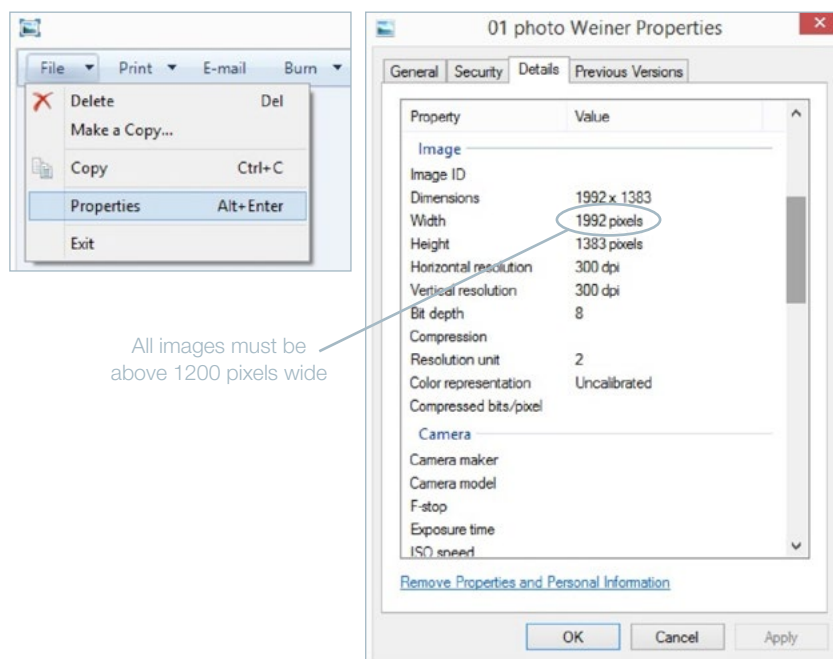 File Print E-mail Burn
Delete Del
Make a Copy...
Copy Ctrl+C
Properties Alt+Enter
Exit
All images must be
above 1200 pixels wide
01 photo Weiner Properties
General Security Details Previous Versions
Property Value
Image
Image ID
Dimensions 1992 x 1383
Width 1992 pixels
Height 1383 pixels
Horizontal resolution 300 dpi
Vertical resolution 300 dpi
Bit depth 8
Compression
Resolution unit 2
Color representation Uncalibrated
Compressed bits/pixel
Camera
Camera maker
Camera model
F-stop
Exposure time
ISO speed
Remove Properties and Personal Information
OK Cancel Apply